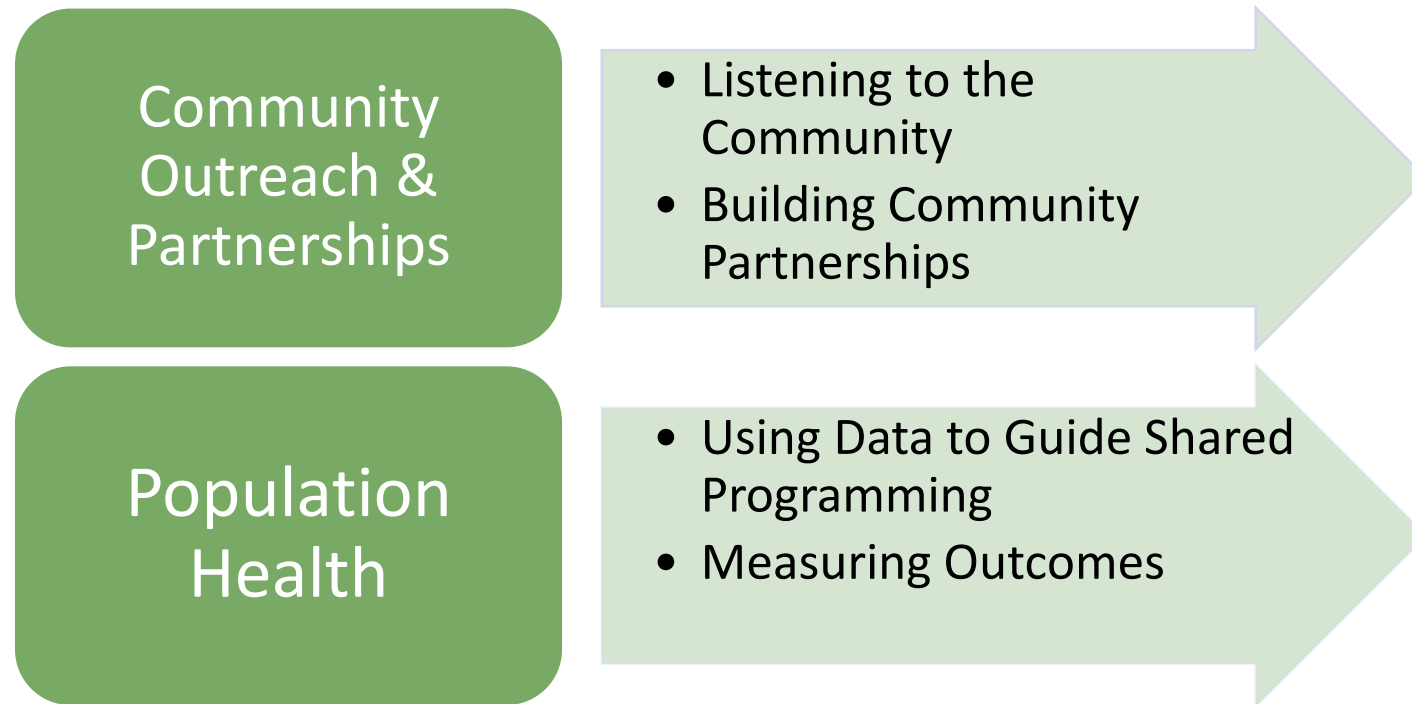 Community
Outreach &
Partnerships
• Listening to the
Community
• Building Community
Partnerships
Population
Health
• Using Data to Guide Shared
Programming
• Measuring Outcomes